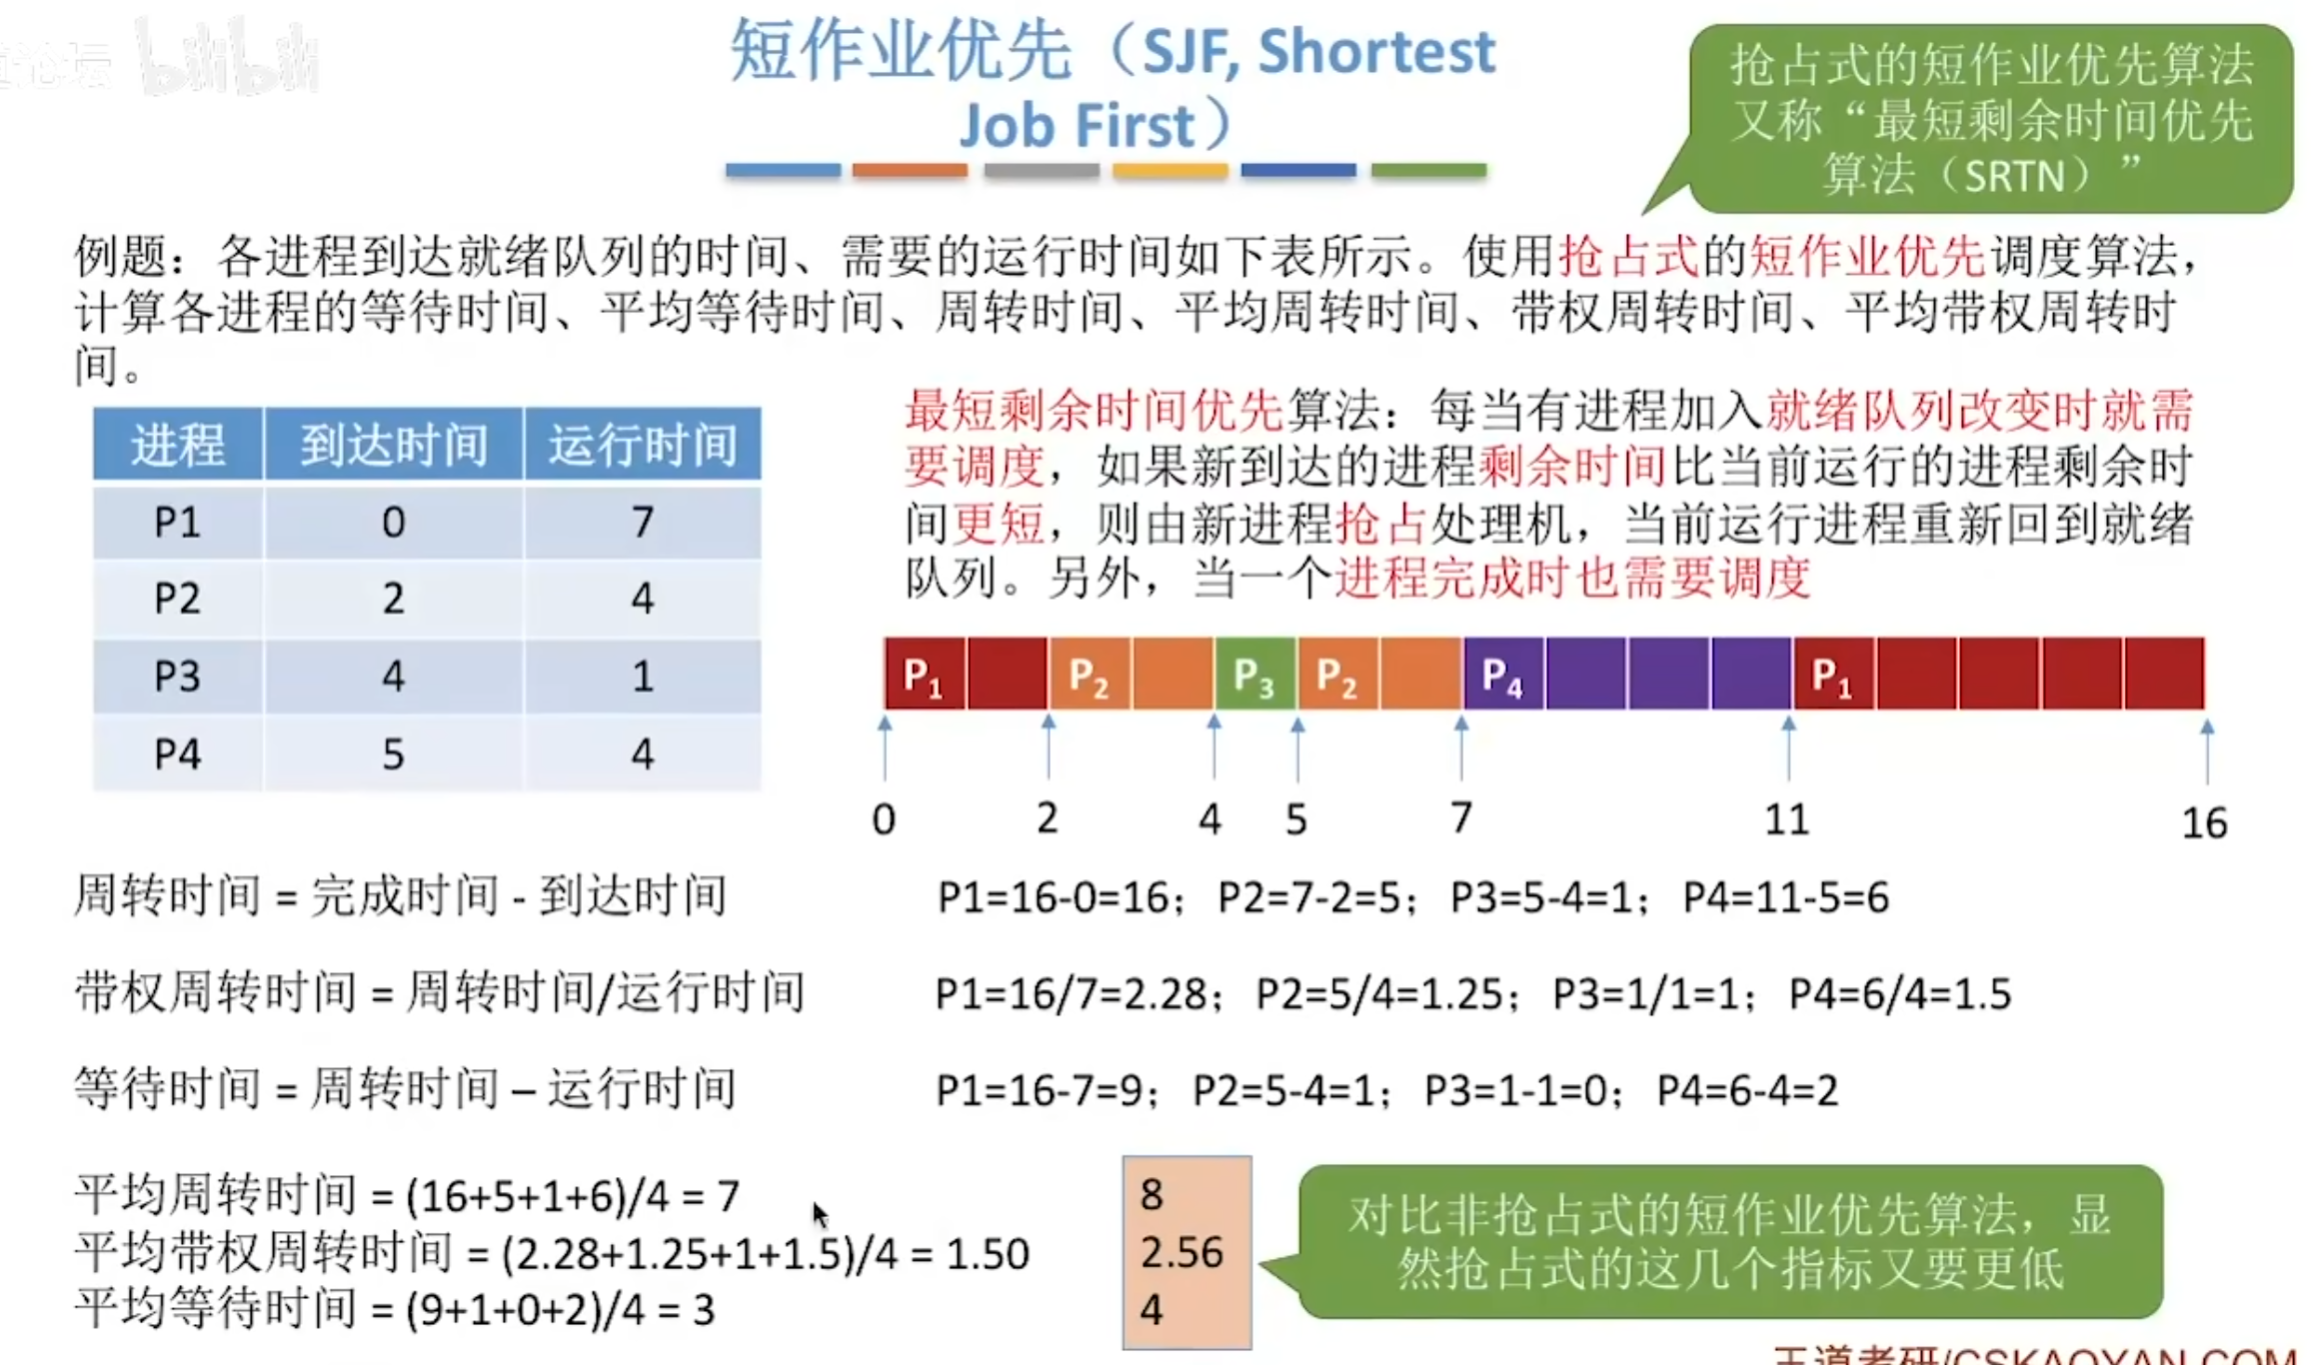 论坛 bilibili
短作业优先（SJF, Shortest
Job First）
抢占式的短作业优先算法
又称“最短剩余时间优先
算法（SRTN）”
例题：各进程到达就绪队列的时间、需要的运行时间如下表所示。使用抢占式的短作业优先调度算法，
计算各进程的等待时间、平均等待时间、周转时间、平均周转时间、带权周转时间、平均带权周转时
间。
进程 到达时间 运行时间
P1 0 7
P2 2 4
P3 4 1
P4 5 4
最短剩余时间优先算法：每当有进程加入就绪队列改变时就需
要调度，如果新到达的进程剩余时间比当前运行的进程剩余时
间更短，则由新进程抢占处理机，当前运行进程重新回到就绪
队列。另外，当一个进程完成时也需要调度
P1 P2 P3 P2 P4 P1
0 2 4 5 7 11 16
周转时间 = 完成时间 - 到达时间 P1=16-0=16；P2=7-2=5；P3=5-4=1；P4=11-5=6
带权周转时间 = 周转时间/运行时间 P1=16/7=2.28；P2=5/4=1.25；P3=1/1=1；P4=6/4=1.5
等待时间 = 周转时间 – 运行时间 P1=16-7=9；P2=5-4=1；P3=1-1=0；P4=6-4=2
平均周转时间 = (16+5+1+6)/4 = 7
平均带权周转时间 = (2.28+1.25+1+1.5)/4 = 1.50
平均等待时间 = (9+1+0+2)/4 = 3
8
2.56
4
对比非抢占式的短作业优先算法，显
然抢占式的这几个指标又要更低
王道考研/CSKAOYAN.COM